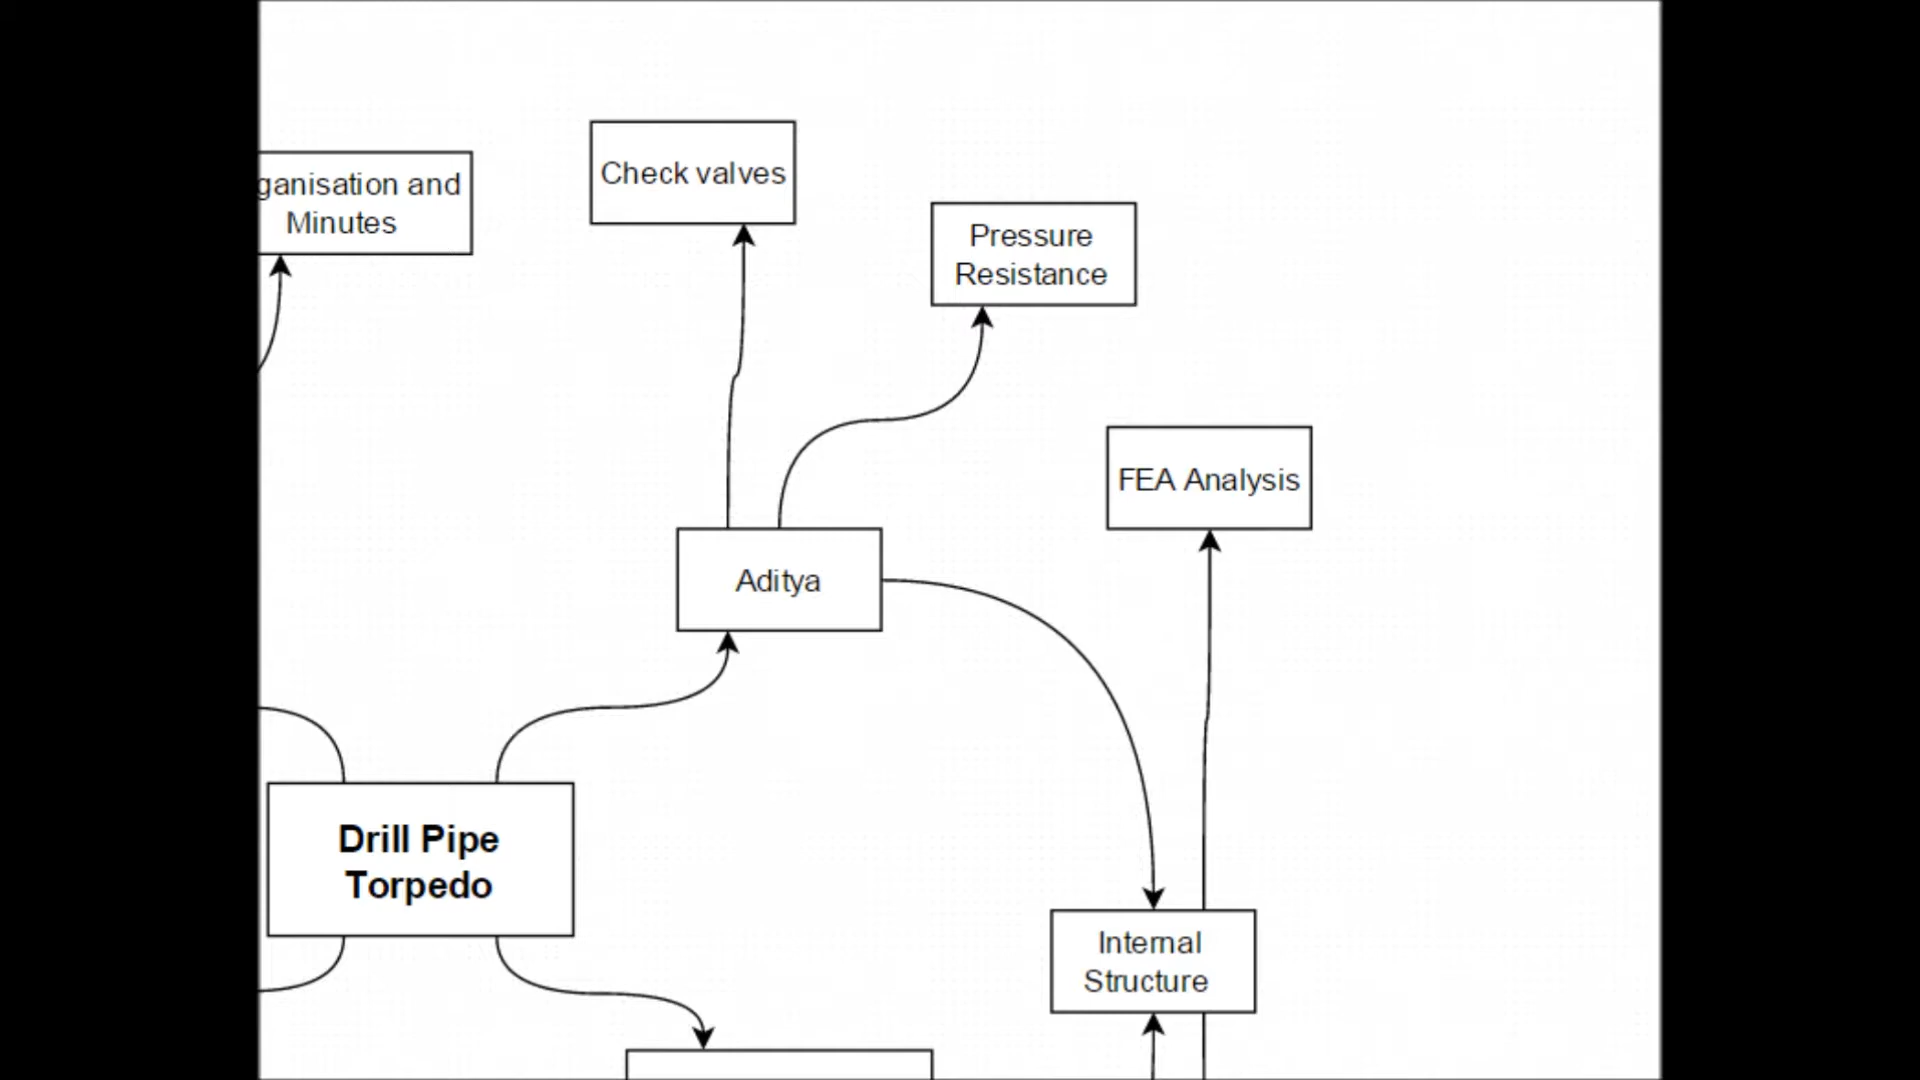 Check valves
ganisation and
Minutes
Pressure
Resistance
FEA Analysis
Aditya
Drill Pipe
Torpedo
Internal
Structure